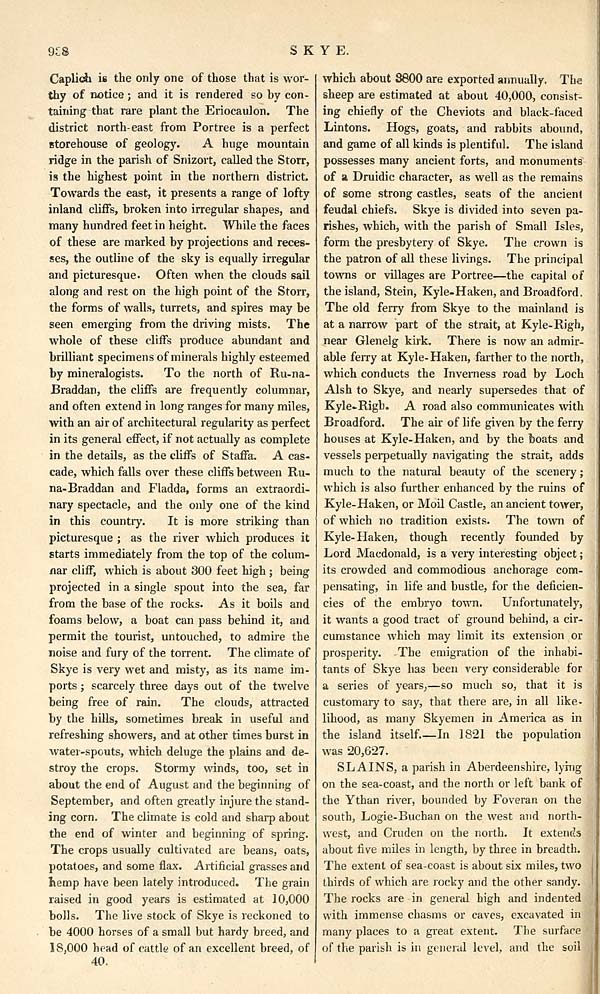 928
SKYE.
Caplich is the only one of those that is wor-
thy of notice; and it is rendered so by con-
taining that rare plant the Eriocaulon. The
district north-east from Portree is a perfect
storehouse of geology. A huge mountain
ridge in the parish of Snizort, called the Storr,
is the highest point in the northern district.
Towards the east, it presents a range of lofty
inland cliffs, broken into irregular shapes, and
many hundred feet in height. While the faces
of these are marked by projections and reces-
ses, the outline of the sky is equally irregular
and picturesque. Often when the clouds sail
along and rest on the high point of the Storr,
the forms of walls, turrets, and spires may be
seen emerging from the driving mists. The
whole of these cliffs produce abundant and
brilliant specimens of minerals highly esteemed
by mineralogists. To the north of Ru-na-
Braddan, the cliffs are frequently columnar,
and often extend in long ranges for many miles,
with an air of architectural regularity as perfect
in its general effect, if not actually as complete
in the details, as the cliffs of Staffa. A cas-
cade, which falls over these cliffs between Ru-
na-Braddan and Fladda, forms an extraordi-
nary spectacle, and the only one of the kind
in this country. It is more striking than
picturesque; as the river which produces it
starts immediately from the top of the colum-
nar cliff, which is about 300 feet high; being
projected in a single spout into the sea, far
from the base of the rocks. As it boils and
foams below, a boat can pass behind it, and
permit the tourist, untouched, to admire the
noise and fury of the torrent. The climate of
Skye is very wet and misty, as its name im-
ports; scarcely three days out of the twelve
being free of rain. The clouds, attracted
by the hills, sometimes break in useful and
refreshing showers, and at other times burst in
water-spouts, which deluge the plains and de-
stroy the crops. Stormy winds, too, set in
about the end of August and the beginning of
September, and often greatly injure the stand-
ing corn. The climate is cold and sharp about
the end of winter and beginning of spring.
The crops usually cultivated are beans, oats,
potatoes, and some flax. Artificial grasses and
hemp have been lately introduced. The grain
raised in good years is estimated at 10,000
bolls. The live stock of Skye is reckoned to
be 4000 horses of a small but hardy breed, and
18,000 head of cattle of an excellent breed, of
40.
which about 3800 are exported annually. The
sheep are estimated at about 40,000, consist-
ing chiefly of the Cheviots and black-faced
Lintons. Hogs, goats, and rabbits abound,
and game of all kinds is plentiful. The island
possesses many ancient forts, and monuments
of a Druidic character, as well as the remains
of some strong castles, seats of the ancient
feudal chiefs. Skye is divided into seven pa-
rishes, which, with the parish of Small Isles,
form the presbytery of Skye. The crown is
the patron of all these livings. The principal
towns or villages are Portree—the capital of
the island, Stein, Kyle-Haken, and Broadford.
The old ferry from Skye to the mainland is
at a narrow part of the strait, at Kyle-Righ,
near Glenelg kirk. There is now an admir-
able ferry at Kyle-Haken, farther to the north,
which conducts the Inverness road by Loch
Alsh to Skye, and nearly supersedes that of
Kyle-Righ. A road also communicates with
Broadford. The air of life given by the ferry
houses at Kyle-Haken, and by the boats and
vessels perpetually navigating the strait, adds
much to the natural beauty of the scenery;
which is also further enhanced by the ruins of
Kyle-Haken, or Moil Castle, an ancient tower,
of which no tradition exists. The town of
Kyle-Haken, though recently founded by
Lord Macdonald, is a very interesting object;
its crowded and commodious anchorage com-
pensating, in life and bustle, for the deficien-
cies of the embryo town. Unfortunately,
it wants a good tract of ground behind, a cir-
cumstance which may limit its extension or
prosperity. The emigration of the inhabi-
tants of Skye has been very considerable for
a series of years,—so much so, that it is
customary to say, that there are, in all like-
lihood, as many Skyemen in America as in
the island itself.—In 1821 the population
was 20,627.
SLAINS, a parish in Aberdeenshire, lying
on the sea-coast, and the north or left bank of
the Ythan river, bounded by Foveran on the
south, Logie-Buchan on the west and north-
west, and Cruden on the north. It extends
about five miles in length, by three in breadth.
The extent of sea-coast is about six miles, two
thirds of which are rocky and the other sandy.
The rocks are in general high and indented
with immense chasms or caves, excavated in
many places to a great extent. The surface
of the parish is in general level, and the soil